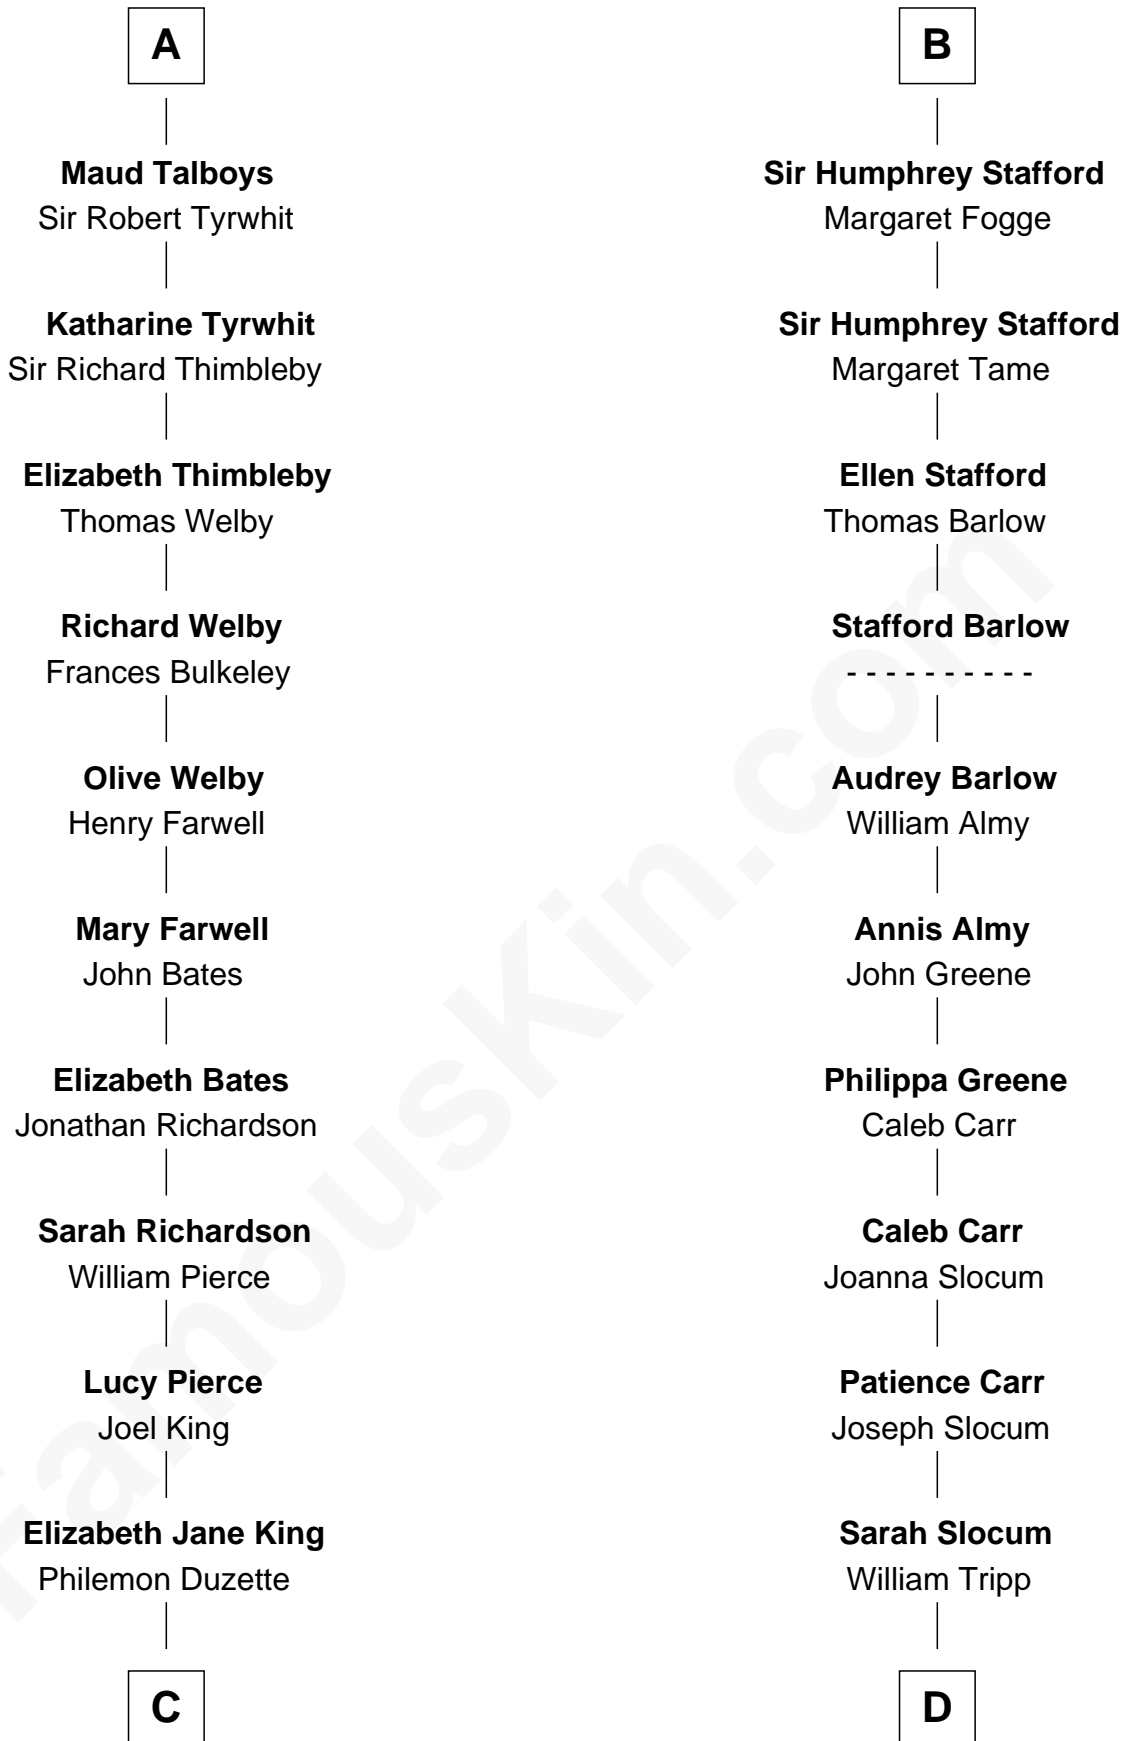 A
Maud Talboys
Sir Robert Tyrwhit
Katharine Tyrwhit
Sir Richard Thimbleby
Elizabeth Thimbleby
Thomas Welby
Richard Welby
Frances Bulkeley
Olive Welby
Henry Farwell
Mary Farwell
John Bates
Elizabeth Bates
Jonathan Richardson
Sarah Richardson
William Pierce
Lucy Pierce
Joel King
Elizabeth Jane King
Philemon Duzette
C
B
Sir Humphrey Stafford
Margaret Fogge
Sir Humphrey Stafford
Margaret Tame
Ellen Stafford
Thomas Barlow
Stafford Barlow
- - - - - - - - - -
Audrey Barlow
William Almy
Annis Almy
John Greene
Philippa Greene
Caleb Carr
Caleb Carr
Joanna Slocum
Patience Carr
Joseph Slocum
Sarah Slocum
William Tripp
D
FamousKin.com